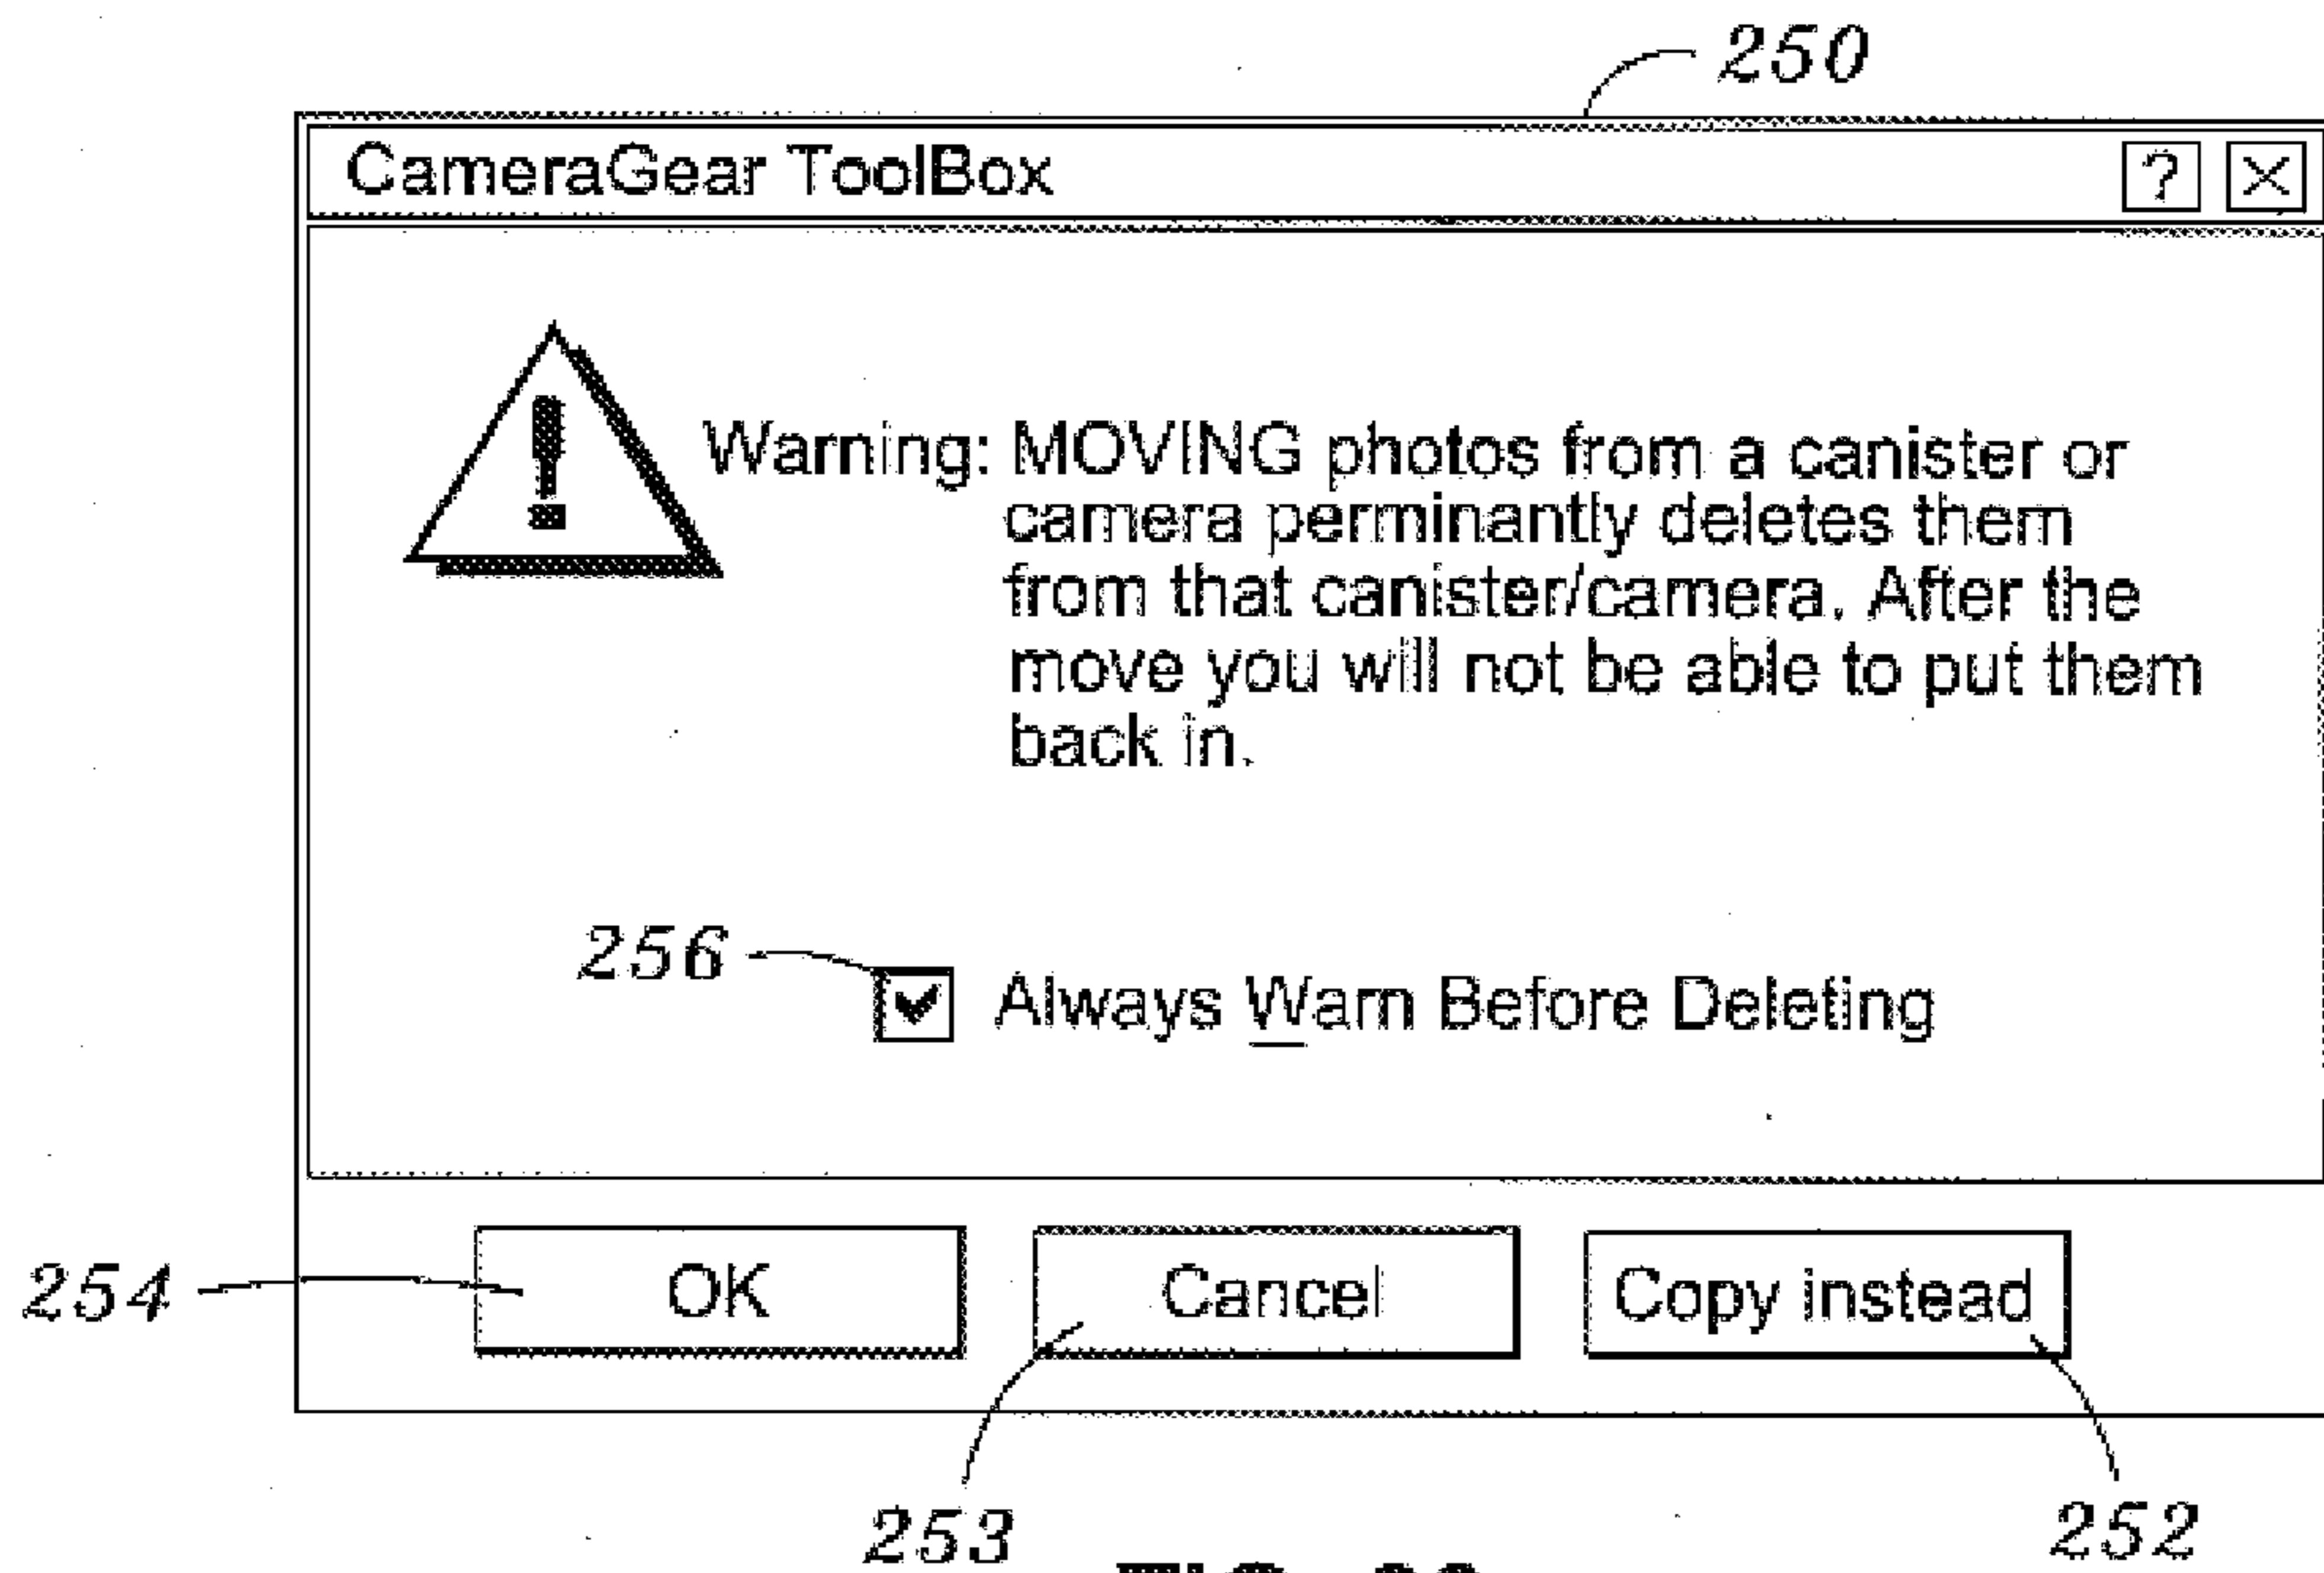 250
CameraGear ToolBox
?
Warning: MOVING photos from a canister or
camera perminantly deletes them
from that canister/camera. After the
move you will not be able to put them
back in.
256
Always Warn Before Deleting
254
OK
Cancel
Copy instead
253
252